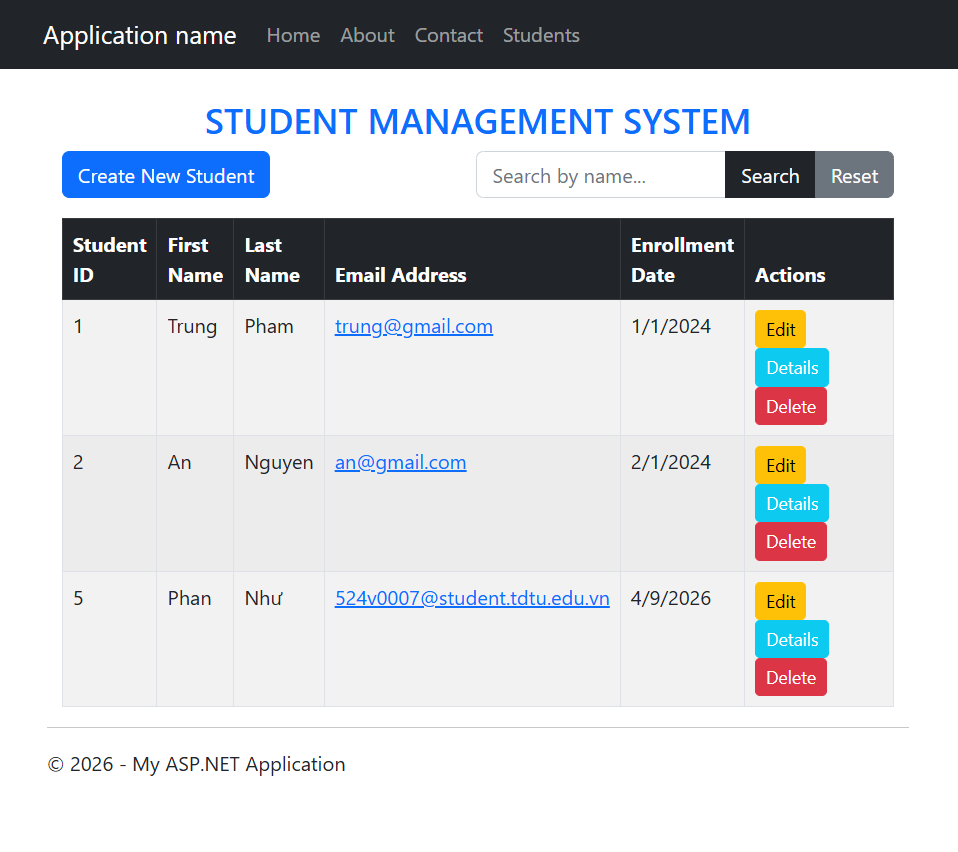 Application name Home About Contact Students
STUDENT MANAGEMENT SYSTEM
Create New Student Search by name... Search Reset
Student ID First Name Last Name Email Address Enrollment Date Actions
1 Trung Pham trung@gmail.com 1/1/2024 Edit
Details
Delete
2 An Nguyen an@gmail.com 2/1/2024 Edit
Details
Delete
5 Phan Như 524v0007@student.tdtu.edu.vn 4/9/2026 Edit
Details
Delete
© 2026 - My ASP.NET Application